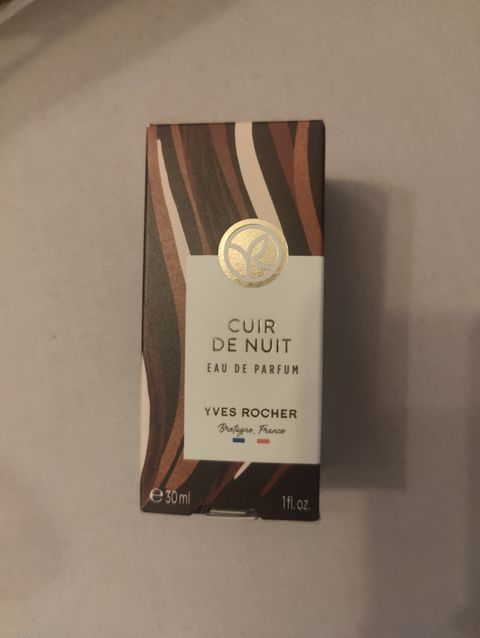 CUIR
DE NUIT
EAU DE PARFUM
YVES ROCHER
Bretagne, France
℮ 30 ml 1 fl. oz.